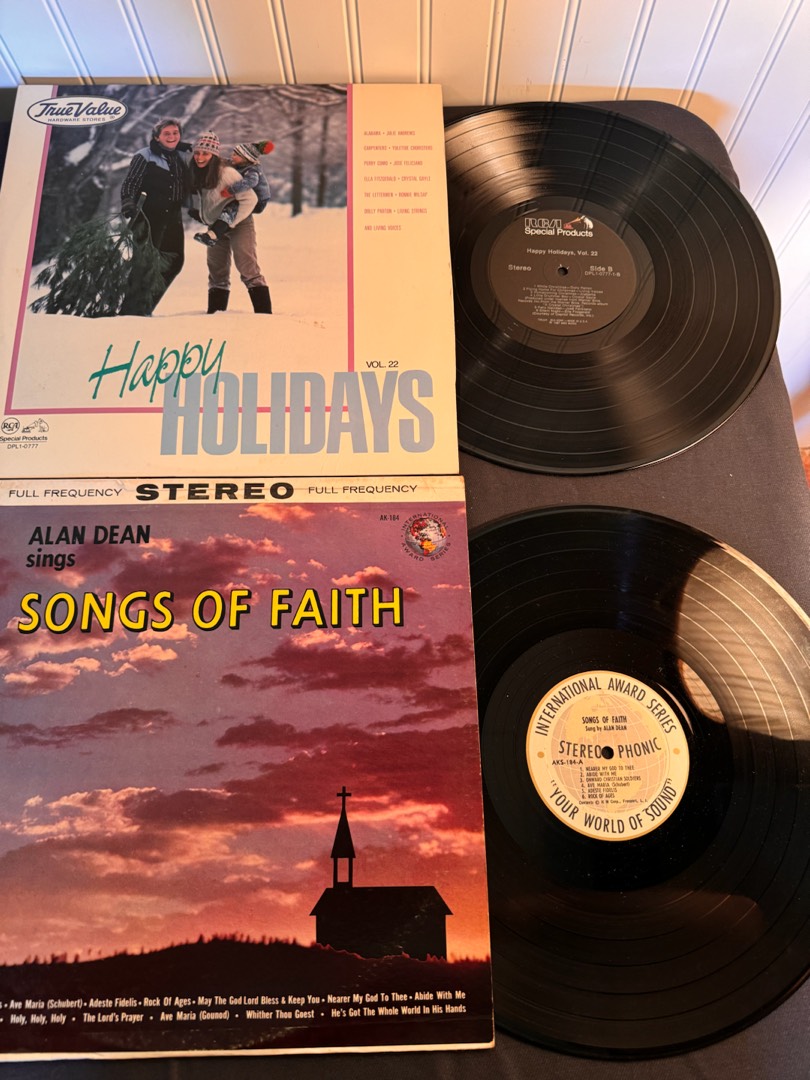 True Value
HARDWARE STORES
ALABAMA • JULIE ANDREWS
CARPENTERS • YULETIDE CHORISTERS
PERRY COMO • JOSE FELICIANO
ELLA FITZGERALD • CRYSTAL GAYLE
THE LETTERMEN • RONNIE MILSAP
DOLLY PARTON • LIVING STRINGS
AND LIVING VOICES
Happy
VOL. 22
HOLIDAYS
RCA
Special Products
DPL1-0777
RCA
Special Products
Happy Holidays, Vol. 22
Stereo
Side B
DPL1-0777-1/B
FULL FREQUENCY STEREO FULL FREQUENCY
ALAN DEAN
sings
AK-184
INTERNATIONAL
AWARD SERIES
SONGS OF FAITH
Ave Maria (Schubert) • Adeste Fidelis • Rock Of Ages • May The God Lord Bless & Keep You • Nearer My God To Thee • Abide With Me
• Holy, Holy, Holy • The Lord's Prayer • Ave Maria (Gounod) • Whither Thou Goest • He's Got The Whole World In His Hands
INTERNATIONAL AWARD SERIES
SONGS OF FAITH
Sung by ALAN DEAN
STEREO PHONIC
AKS-184-A
1. NEARER MY GOD TO THEE
2. ABIDE WITH ME
3. ONWARD CHRISTIAN SOLDIERS
4. AVE MARIA (Schubert)
5. ADESTE FIDELIS
6. ROCK OF AGES
"YOUR WORLD OF SOUND"